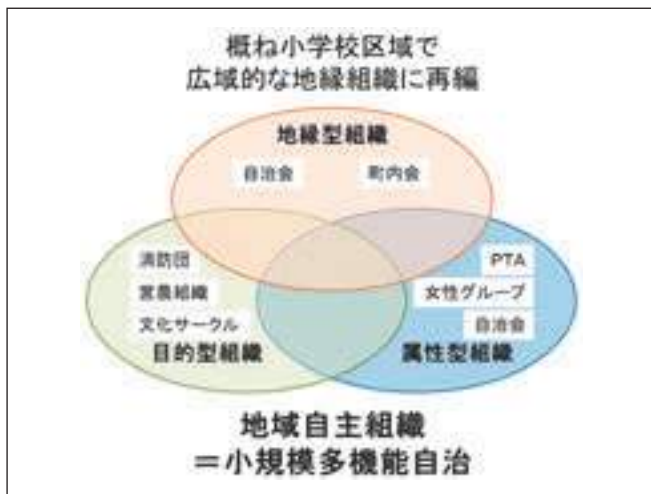 概ね小学校区域で
広域的な地縁組織に再編
地縁型組織
自治会 町内会
消防団
営農組織
文化サークル
目的型組織
PTA
女性グループ
自治会
属性型組織
地域自主組織
＝小規模多機能自治